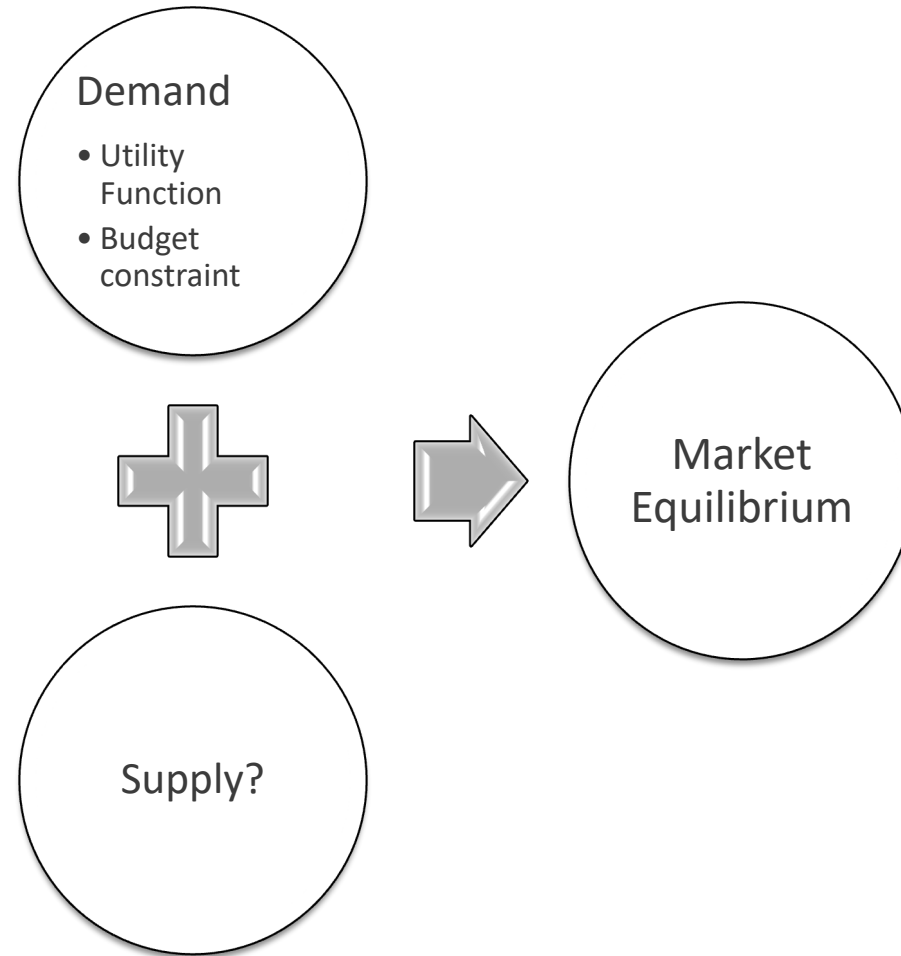 Demand
• Utility
Function
• Budget
constraint
Market
Equilibrium
Supply?